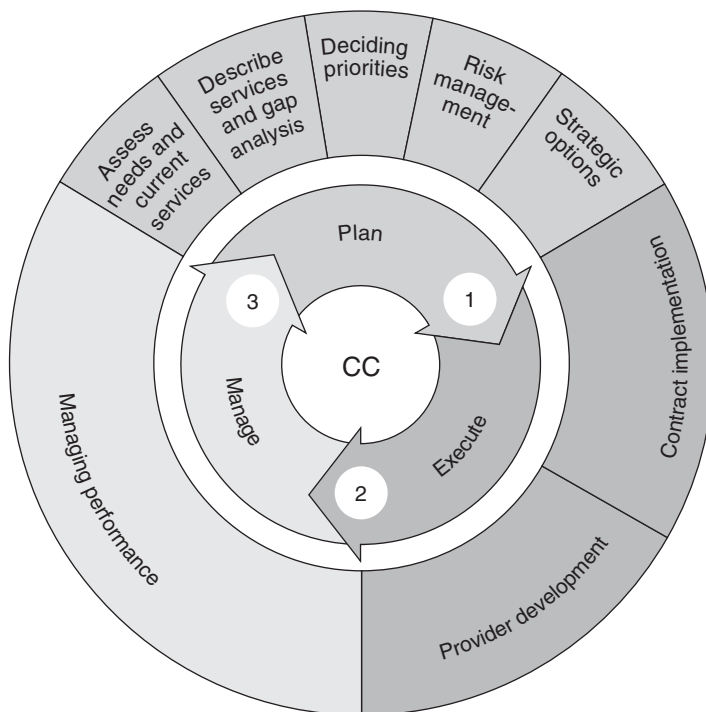 Assess
needs and
current
services
Describe
services
and gap
analysis
Deciding
priorities
Risk
manage-
ment
Strategic
options
Contract implementation
Provider development
Managing performance
Plan
1
Execute
2
Manage
3
CC